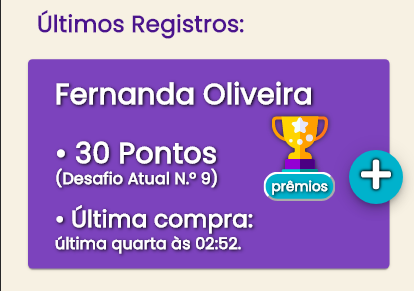 Últimos Registros:
Fernanda Oliveira
• 30 Pontos
(Desafio Atual N.º 9)
prêmios
+
• Última compra:
última quarta às 02:52.